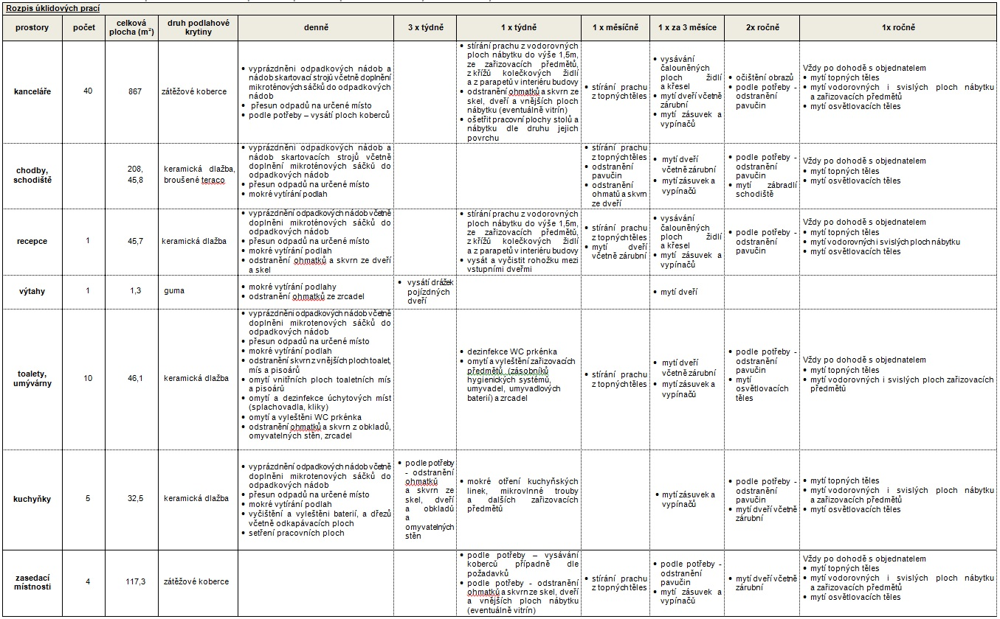 Rozpis úklidových prací
prostory
počet
celková
plocha (m²)
druh podlahové
krytiny
denně
3 x týdně
1 x týdně
1 x měsíčně
1 x za 3 měsíce
2x ročně
1x ročně
kanceláře
40
867
zátěžové koberce
• vyprázdněni odpadkových nádob a
nádob skartovací strojů včetně doplnění
mikroténových sáčků do odpadkových
nádob
• přesun odpadů na určené místo
• podle potřeby – vysátí ploch koberců
• stírání prachu z vodorovných
ploch nábytku do výše 1,5m,
ze zařizovacích předmětů,
z křížů kolečkových židlí
a z parapetů v interiéru budovy
• odstranění ohmatků a skvrn ze
skel, dveří a vnějších ploch
nábytku (eventuálně vitrín)
• ošetřit pracovní plochy stolů a
nábytku dle druhu jejich
povrchu
• stírání prachu
z topných těles
• vysávání
čalouněných
ploch židlí
a křesel
• mytí dveří včetně
zárubní
• mytí zásuvek a
vypínačů
• očištění obrazů
• podle potřeby -
odstranění
pavučin
Vždy po dohodě s objednatelem
• mytí topných těles
• mytí vodorovných i svislých ploch nábytku
a zařizovacích předmětů
• mytí osvětlovacích těles
chodby,
schodiště
208,
45,8
keramická dlažba,
broušené teraco
• vyprázdněni odpadkových nádob a
nádob skartovacích strojů včetně
doplnění mikroténových sáčků do
odpadkových nádob
• přesun odpadů na určené místo
• mokré vytírání podlah
• stírání prachu
z topných těles
• odstranění
pavučin
• odstranění
ohmatů a skvrn
ze dveří
• mytí dveří
včetně zárubní
• mytí zásuvek a
vypínačů
• podle potřeby -
odstranění
pavučin
• mytí zábradlí
schodiště
Vždy po dohodě s objednatelem
• mytí topných těles
• mytí osvětlovacích těles
recepce
1
45,7
keramická dlažba
• vyprázdněni odpadkových nádob včetně
doplněni mikroténových sáčků do
odpadkových nádob
• přesun odpadů na určené místo
• mokré vytírání podlah
• odstranění ohmatků a skvrn ze dveří
a skel
• stírání prachu z vodorovných
ploch nábytku do výše 1,5m,
ze zařizovacích předmětů,
z křížů kolečkových židlí
a z parapetů v interiéru budovy
• vysát a vyčistit rohožku mezi
vstupními dveřmi
• stírání prachu
z topných těles
• mytí dveří
včetně zárubní
• vysávání
čalouněných
ploch židlí
a křesel
• mytí zásuvek a
vypínačů
• podle potřeby -
odstranění
pavučin
Vždy po dohodě s objednatelem
• mytí topných těles
• mytí vodorovných i svislých ploch nábytku
• mytí osvětlovacích těles
výtahy
1
1,3
guma
• mokré vytírání podlahy
• odstranění ohmatků ze zrcadel
• vysátí drážek
pojízdných
dveří
• mytí dveří
toalety,
umývárny
10
46,1
keramická dlažba
• vyprázdněni odpadkových nádob včetně
doplněni mikrotenových sáčků do
odpadkových nádob
• přesun odpadů na určené místo
• mokré vytírání podlah
• odstranění skvrn z vnějších ploch toalet,
mís a pisoárů
• omytí vnitřních ploch toaletních mís
a pisoárů
• omytí a dezinfekce úchytových míst
(splachovadla, kliky)
• omytí a vyleštěni WC prkénka
• odstranění ohmatků a skvrn z obkladů,
omyvatelných stěn, zrcadel
• dezinfekce WC prkénka
• omytí a vyleštění zařizovacích
předmětů (zásobníků
hygienických systémů,
umyvadel, umyvadlových
baterií) a zrcadel
• stírání prachu
z topných těles
• mytí dveří
včetně zárubní
• mytí zásuvek a
vypínačů
• podle potřeby -
odstranění
pavučin
• mytí
osvětlovacích
těles
Vždy po dohodě s objednatelem
• mytí topných těles
• mytí vodorovných i svislých ploch zařizovacích
předmětů
kuchyňky
5
32,5
keramická dlažba
• vyprázdnění odpadkových nádob včetně
doplněni mikrotenových sáčků do
odpadkových nádob
• přesun odpadů na určené místo
• mokré vytírání podlah
• vyčištění a vyleštěni baterií, a dřezů
včetně odkapávacích ploch
• setření pracovních ploch
• podle potřeby
- odstranění
ohmatků
a skvrn ze
skel, dveří
a obkladů
a
omyvatelných
stěn
• mokré otření kuchyňských
linek, mikrovlnné trouby
a dalších zařizovacích
předmětů
• mytí zásuvek a
vypínačů
• podle potřeby -
odstranění
pavučin
• mytí dveří včetně
zárubní
• mytí topných těles
• mytí vodorovných i svislých ploch nábytku
a zařizovacích předmětů
• mytí osvětlovacích těles
zasedací
místnosti
4
117,3
zátěžové koberce
• podle potřeby – vysávání
koberců případně dle
požadavků
• podle potřeby - odstranění
ohmatků a skvrn ze skel, dveří
a vnějších ploch nábytku
(eventuálně vitrín)
• stírání prachu
z topných těles
• podle potřeby -
odstranění
pavučin
• mytí zásuvek a
vypínačů
• mytí dveří včetně
zárubní
Vždy po dohodě s objednatelem
• mytí topných těles
• mytí vodorovných i svislých ploch nábytku
a zařizovacích předmětů
• mytí osvětlovacích těles